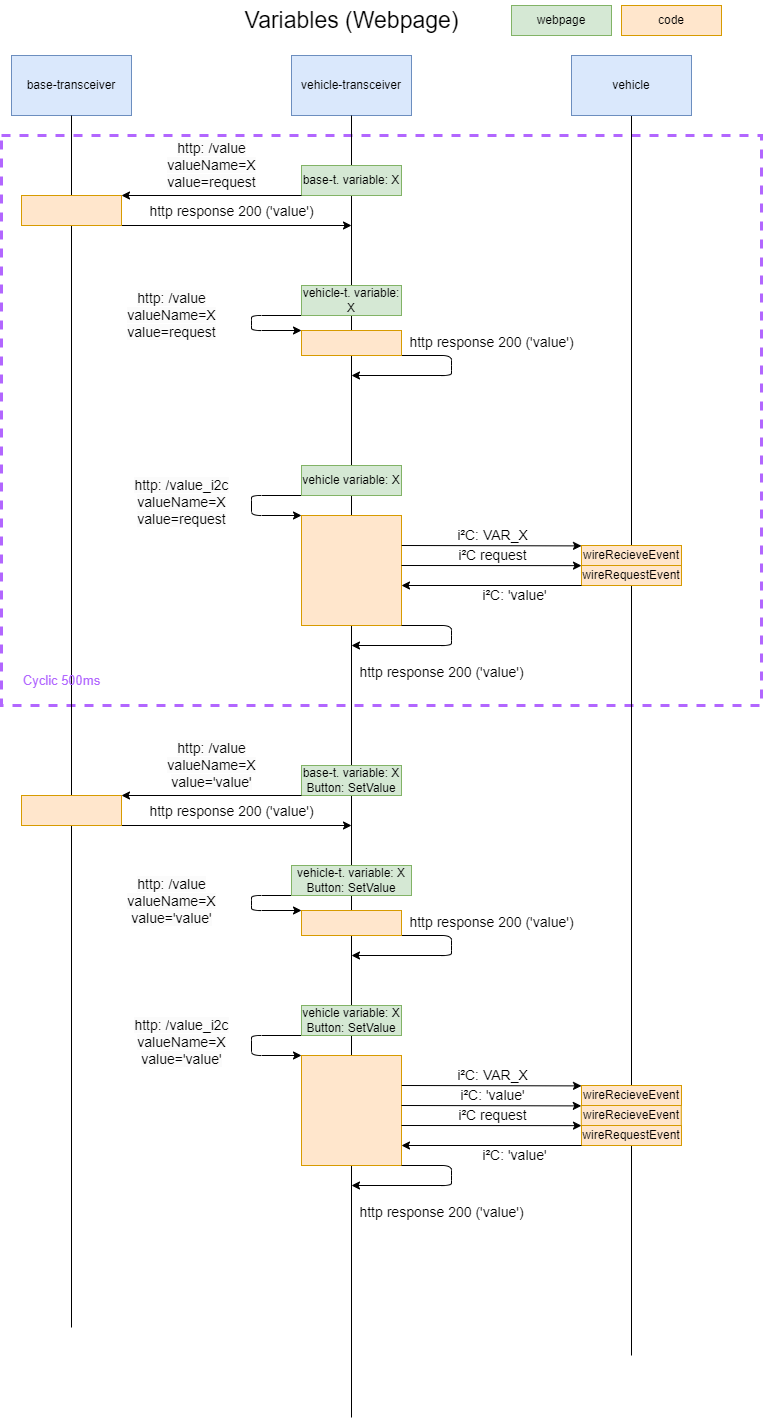 Variables (Webpage)
webpage
code
base-transceiver
vehicle-transceiver
vehicle
http: /value
valueName=X
value=request
base-t. variable: X
http response 200 ('value')
vehicle-t. variable:
X
http: /value
valueName=X
value=request
http response 200 ('value')
vehicle variable: X
http: /value_i2c
valueName=X
value=request
i²C: VAR_X
i²C request
wireRecieveEvent
wireRequestEvent
i²C: 'value'
http response 200 ('value')
Cyclic 500ms
http: /value
valueName=X
value='value'
base-t. variable: X
Button: SetValue
http response 200 ('value')
vehicle-t. variable: X
Button: SetValue
http: /value
valueName=X
value='value'
http response 200 ('value')
vehicle variable: X
Button: SetValue
http: /value_i2c
valueName=X
value='value'
i²C: VAR_X
wireRecieveEvent
i²C: 'value'
wireRecieveEvent
i²C request
wireRequestEvent
i²C: 'value'
http response 200 ('value')